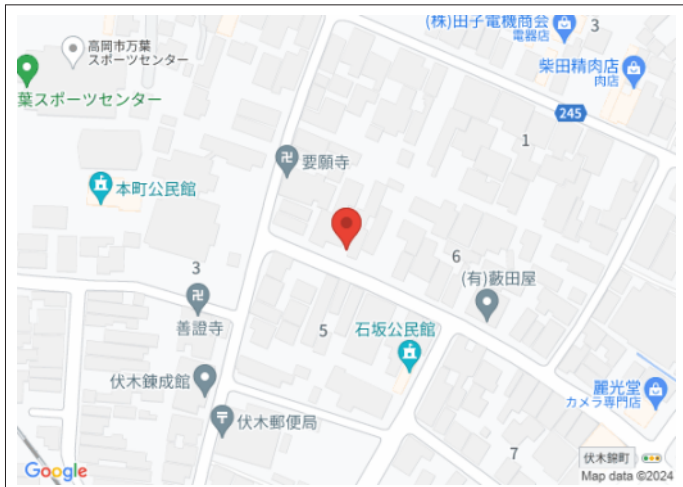 (株)田子電機商会
電器店
3
高岡市万葉
スポーツセンター
柴田精肉店
肉店
葉スポーツセンター
245
1
要願寺
本町公民館
6
3
(有)藪田屋
善證寺
5
石坂公民館
伏木錬成館
麗光堂
カメラ専門店
伏木郵便局
7
伏木錦町
Google
Map data ©2024